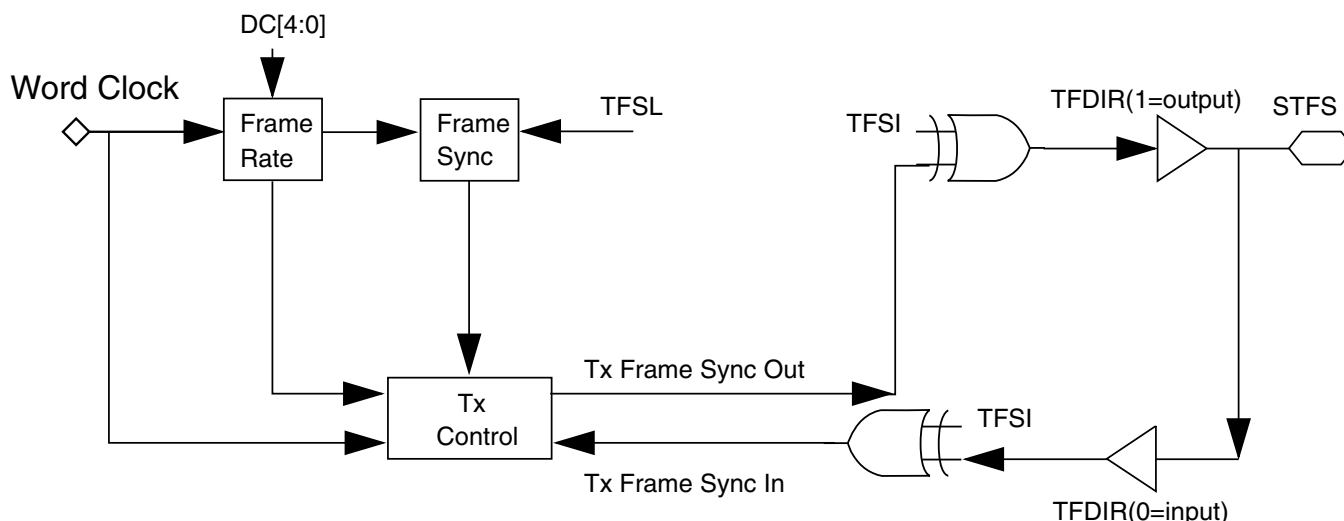 DC[4:0]
Word Clock
Frame
Rate
Frame
Sync
TFSL
TFSI
TFDIR(1=output)
STFS
Tx Frame Sync Out
Tx
Control
TFSI
Tx Frame Sync In
TFDIR(0=input)